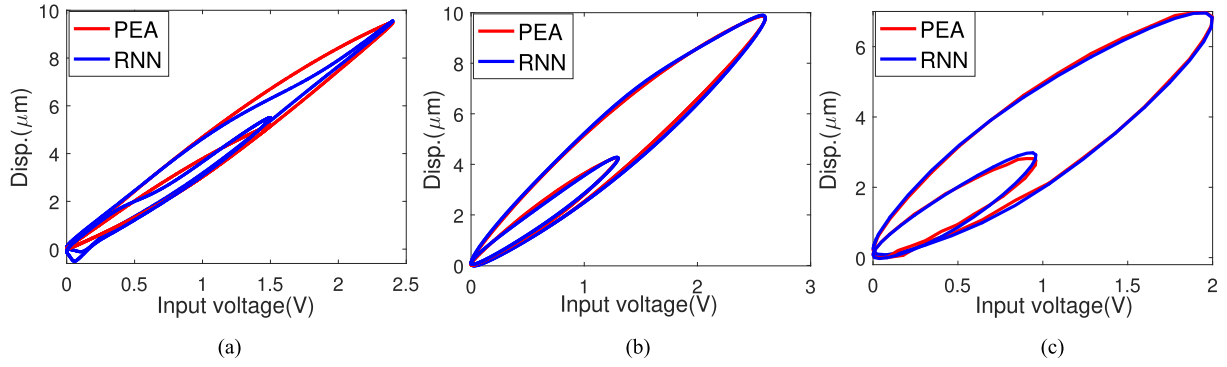 10
8
6
4
2
0
Disp.(μm)
PEA
RNN
0
0.5
1
1.5
2
2.5
Input voltage(V)
(a)
10
8
6
4
2
0
Disp.(μm)
PEA
RNN
0
1
2
3
Input voltage(V)
(b)
6
4
2
0
Disp.(μm)
PEA
RNN
0
0.5
1
1.5
2
Input voltage(V)
(c)